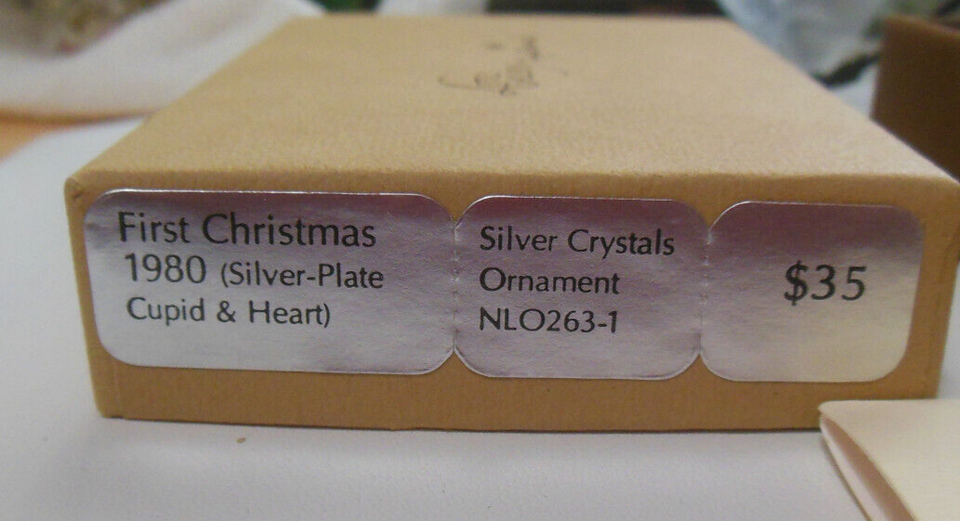 First Christmas
1980 (Silver-Plate
Cupid & Heart)
Silver Crystals
Ornament
NLO263-1
$35